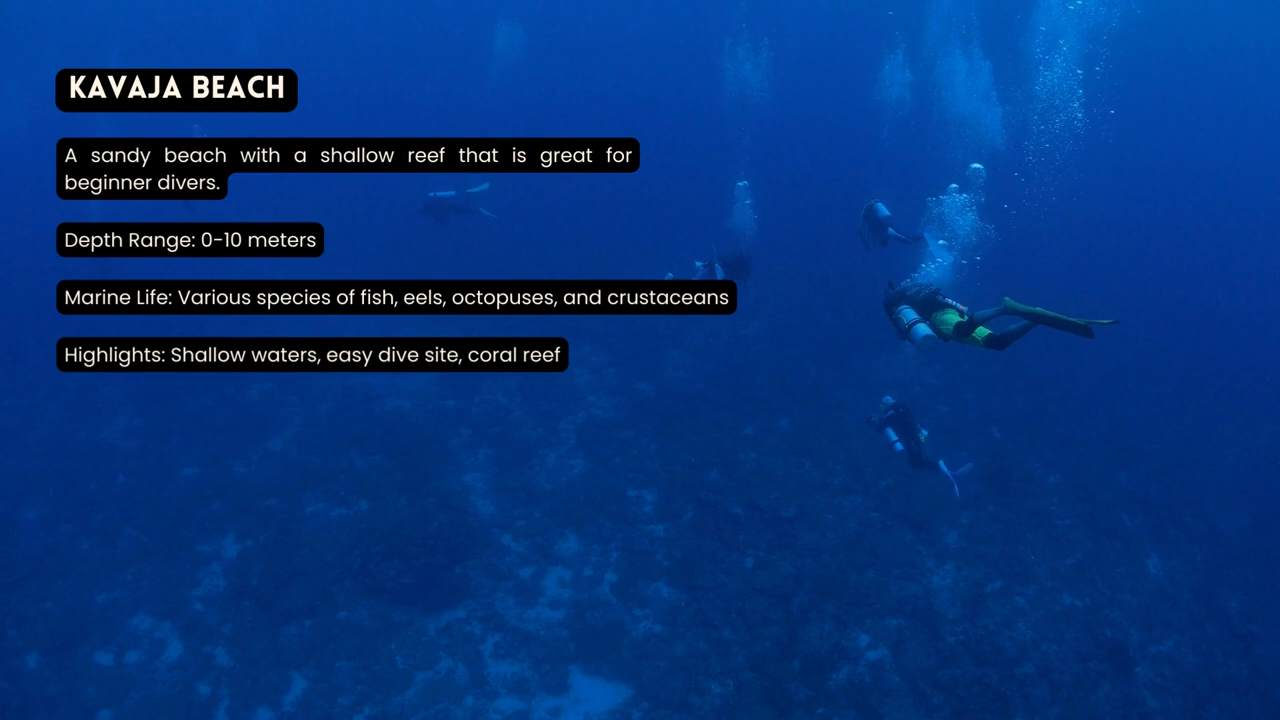 KAVAJA BEACH
A sandy beach with a shallow reef that is great for
beginner divers.
Depth Range: 0-10 meters
Marine Life: Various species of fish, eels, octopuses, and crustaceans
Highlights: Shallow waters, easy dive site, coral reef